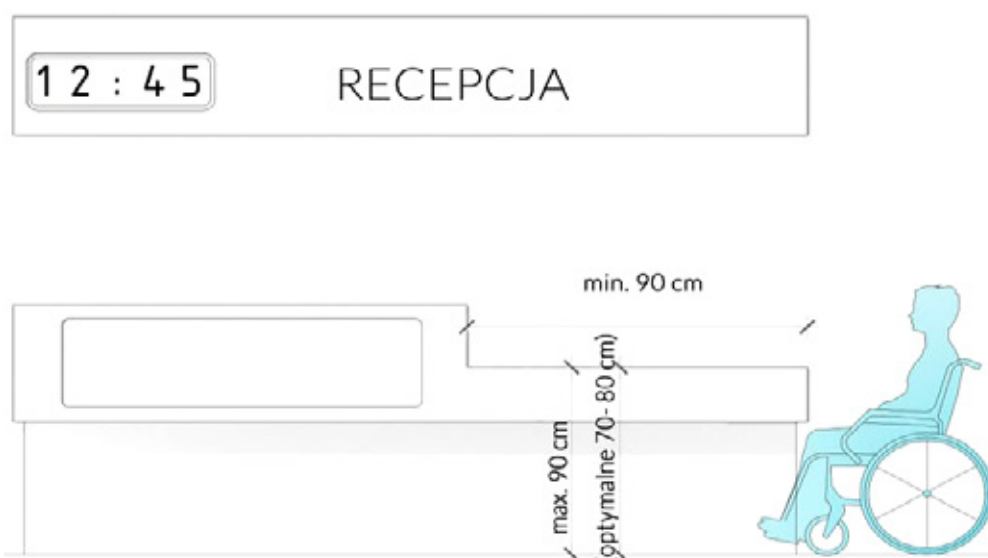 12:45
RECEPCJA
min. 90 cm
max. 90 cm
(optymalne 70- 80 cm)